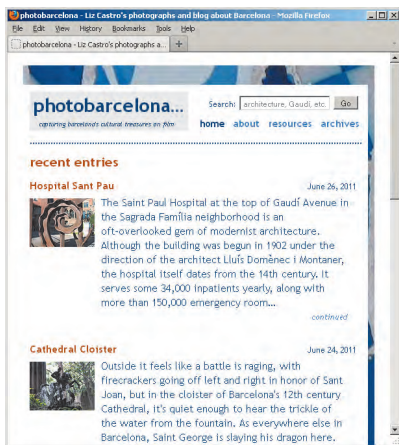 photobarcelona - Liz Castro's photographs and blog about Barcelona - Mozilla Firefox
File Edit View History Bookmarks Tools Help
photobarcelona - Liz Castro's photographs a...
photobarcelona...
capturing barcelona's cultural treasures on film
Search: architecture, Gaudí, etc. Go
home about resources archives
recent entries
Hospital Sant Pau June 26, 2011
The Saint Paul Hospital at the top of Gaudí Avenue in
the Sagrada Família neighborhood is an
oft-overlooked gem of modernist architecture.
Although the building was begun in 1902 under the
direction of the architect Lluís Domènec i Montaner,
the hospital itself dates from the 14th century. It
serves some 34,000 inpatients yearly, along with
more than 150,000 emergency room...
continued
Cathedral Cloister June 24, 2011
Outside it feels like a battle is raging, with
firecrackers going off left and right in honor of Sant
Joan, but in the cloister of Barcelona's 12th century
Cathedral, it's quiet enough to hear the trickle of
the water from the fountain. As everywhere else in
Barcelona, Saint George is slaying his dragon here.